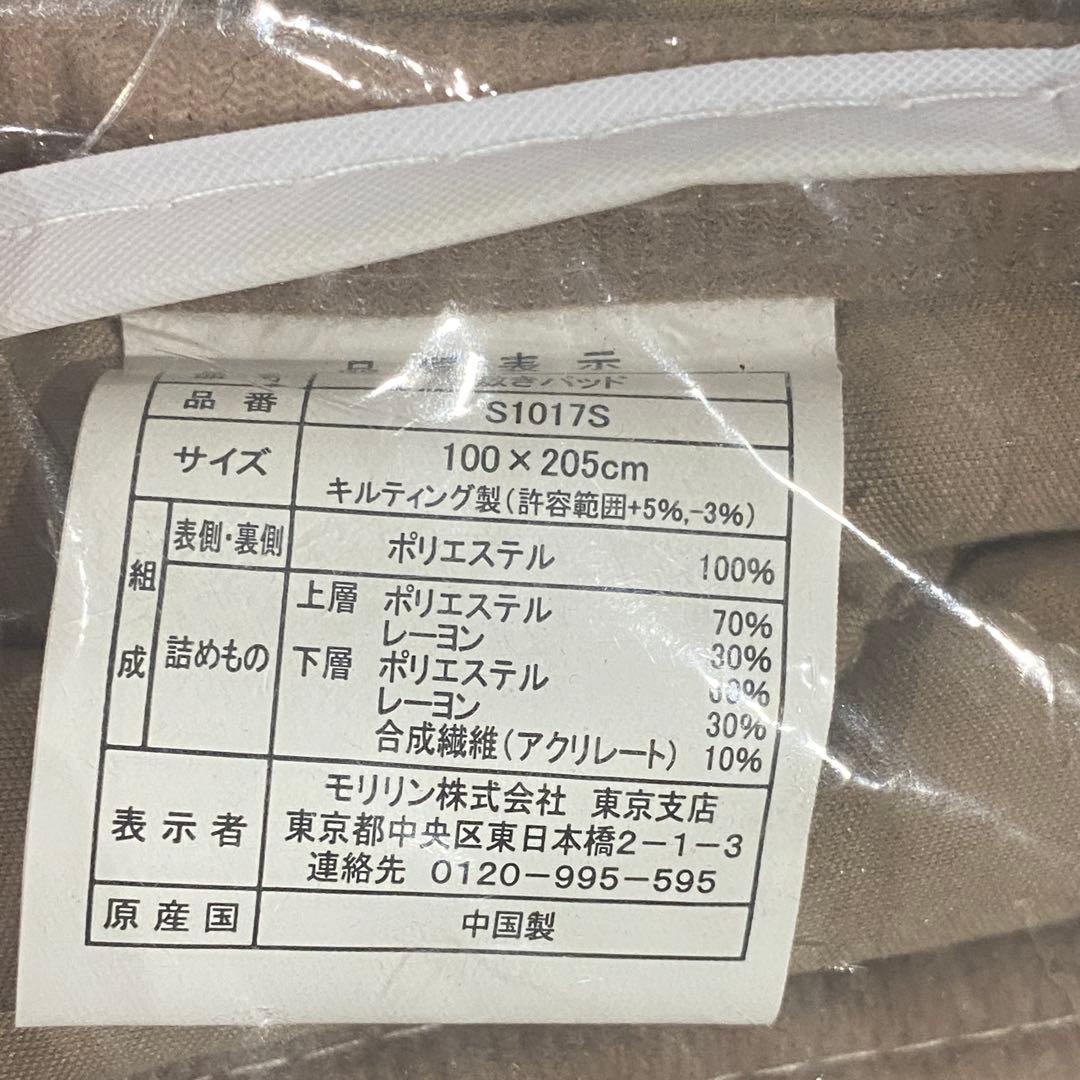 品質表示
敷きパッド
品番 S1017S
サイズ 100×205cm
キルティング製(許容範囲+5%,-3%)
組成 表側・裏側 ポリエステル 100%
詰めもの 上層 ポリエステル 70%
レーヨン 30%
下層 ポリエステル 60%
レーヨン 30%
合成繊維(アクリレート) 10%
表示者 モリリン株式会社 東京支店
東京都中央区東日本橋2-1-3
連絡先 0120-995-595
原産国 中国製